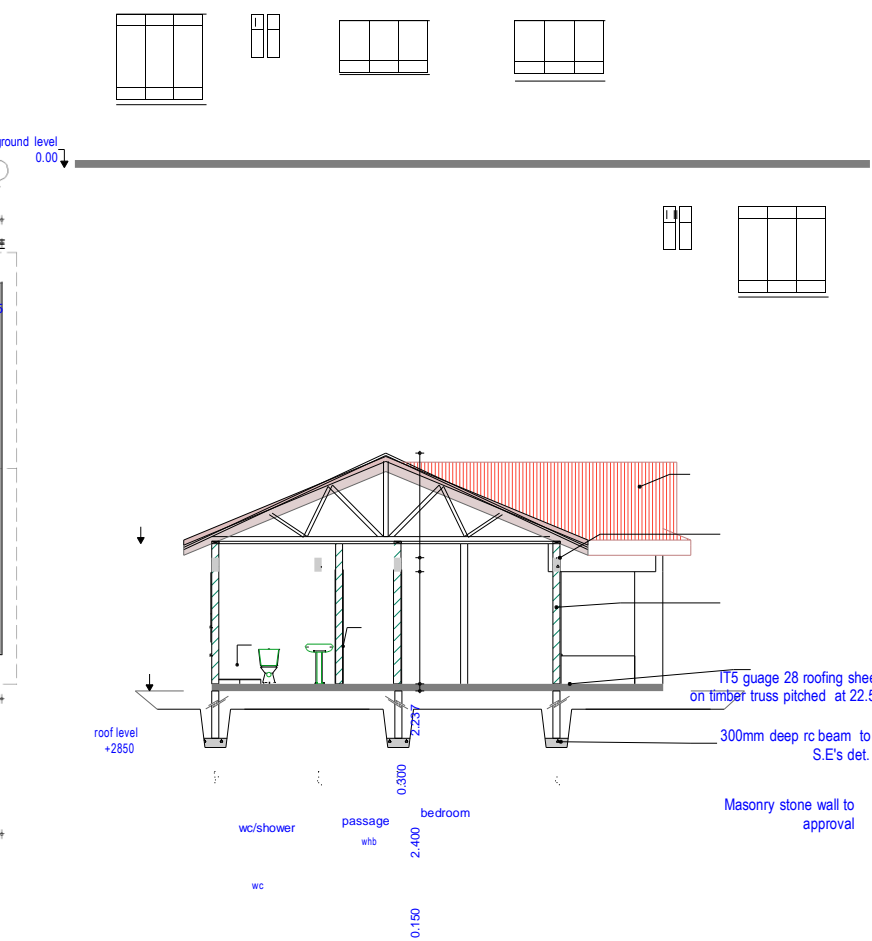 ground level
0.00
IT5 guage 28 roofing shee
on timber truss pitched at 22.5
roof level
+2850
2.237
300mm deep rc beam to
S.E's det.
0.300
Masonry stone wall to
approval
bedroom
passage
wc/shower
whb
2.400
wc
0.150